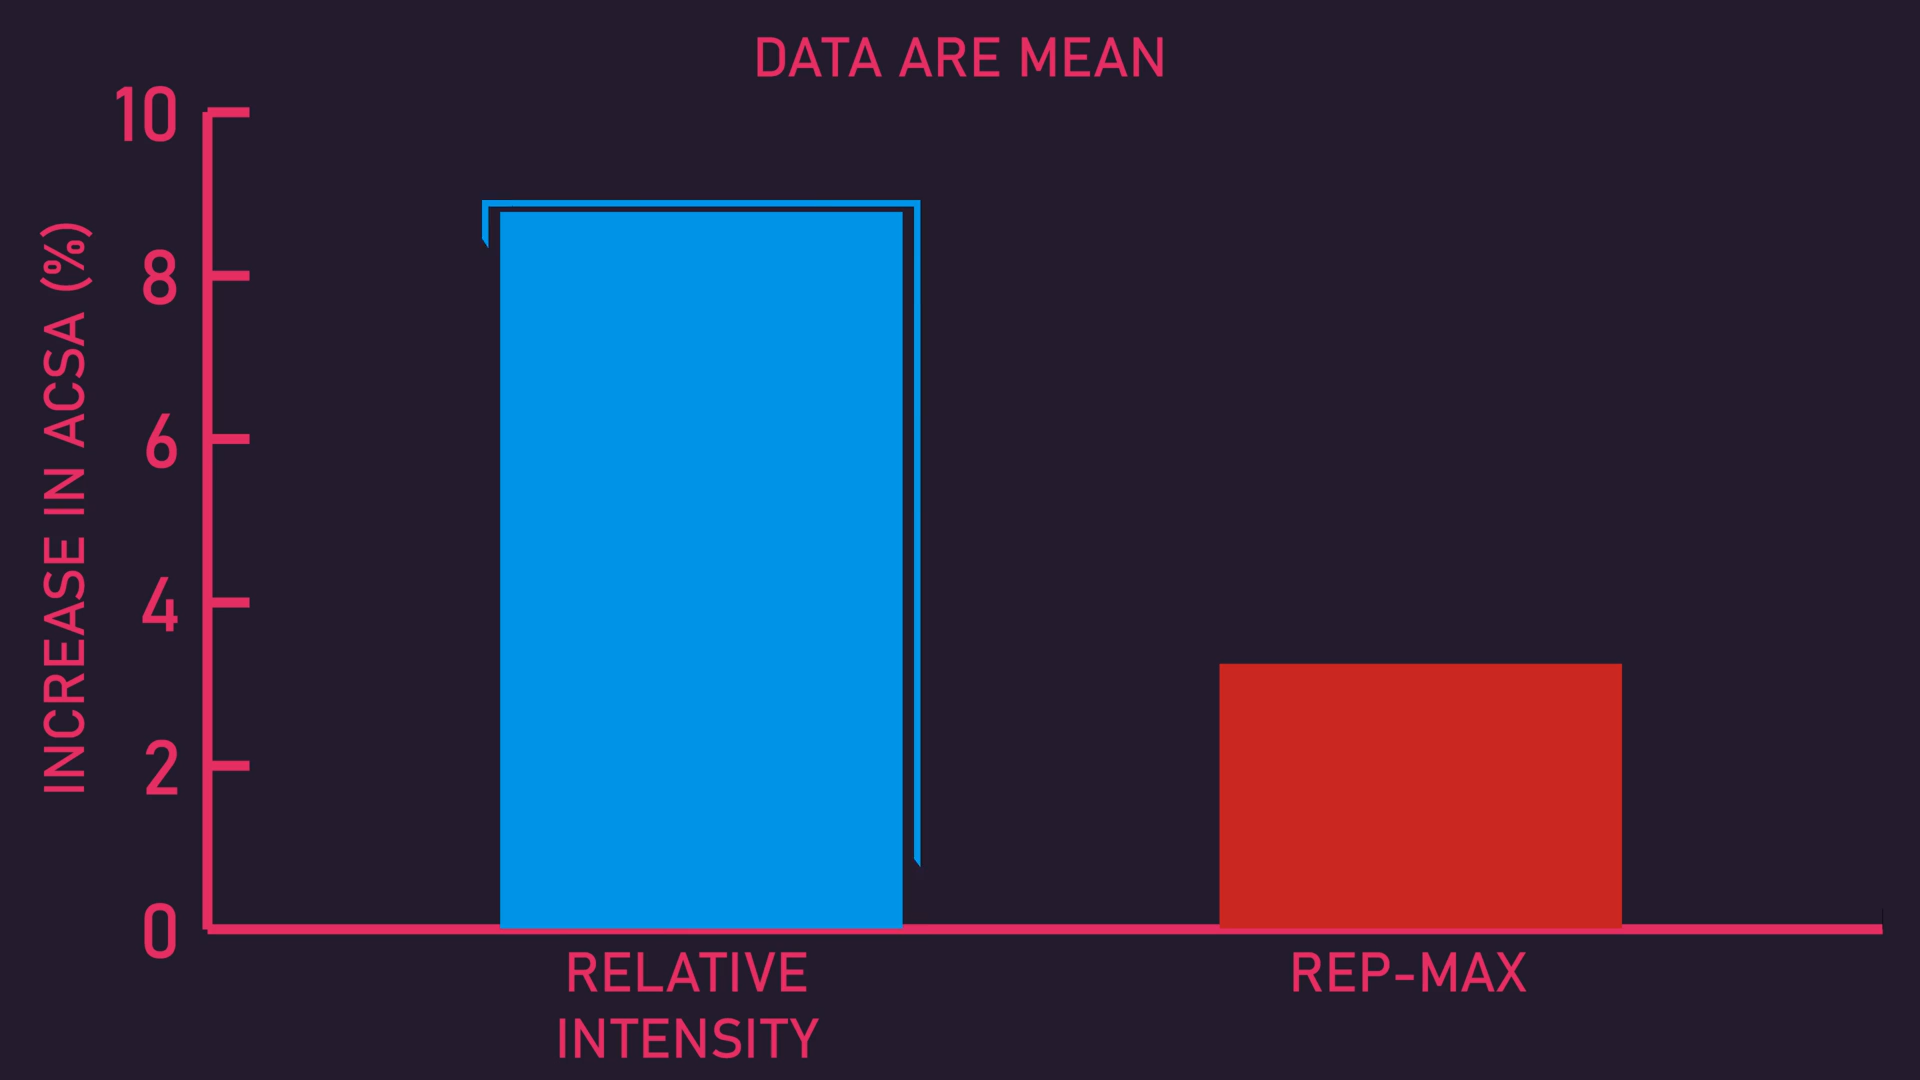 DATA ARE MEAN
10
8
6
4
2
0
INCREASE IN ACSA (%)
RELATIVE
INTENSITY
REP-MAX